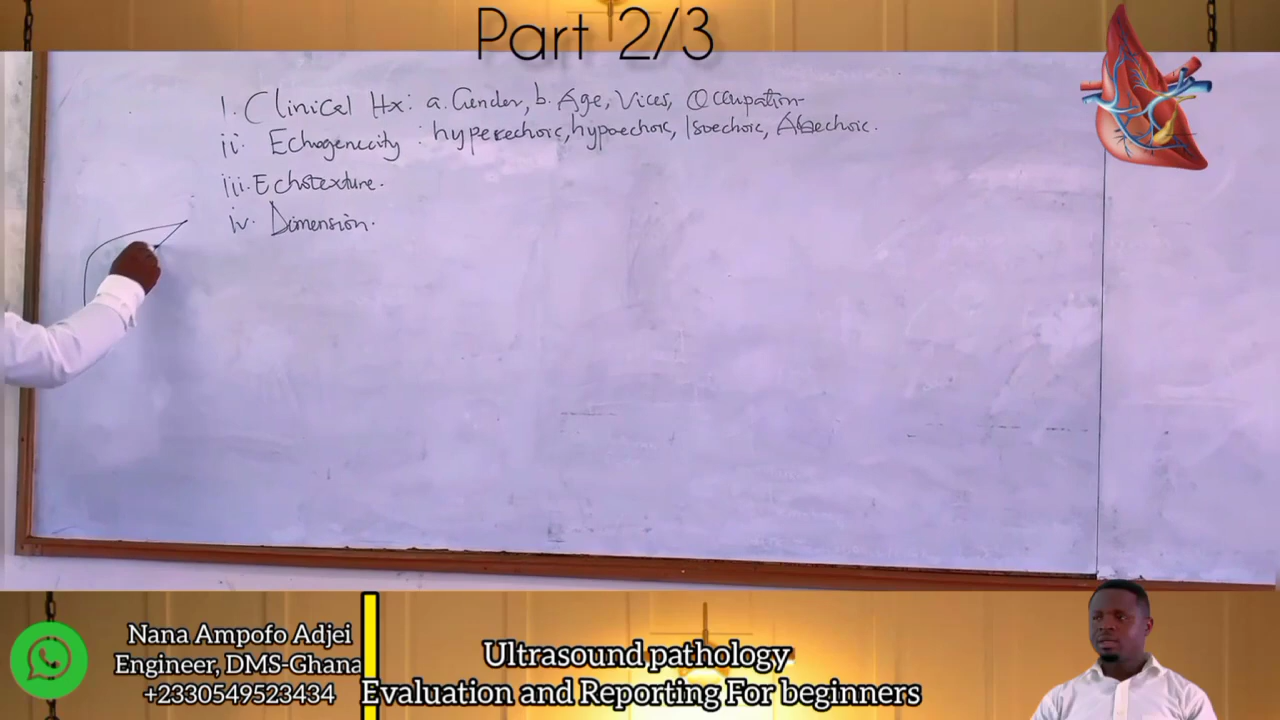 Part 2/3
1. Clinical Hx: a. Gender, b. Age, Vices, Occupation
ii. Echogenecity : hyperechoic, hypoechoic, Isoechoic, Anechoic.
iii. Echotexture.
iv. Dimension.
Nana Ampofo Adjei
Engineer, DMS-Ghana
+2330549523434
Ultrasound pathology
Evaluation and Reporting For beginners